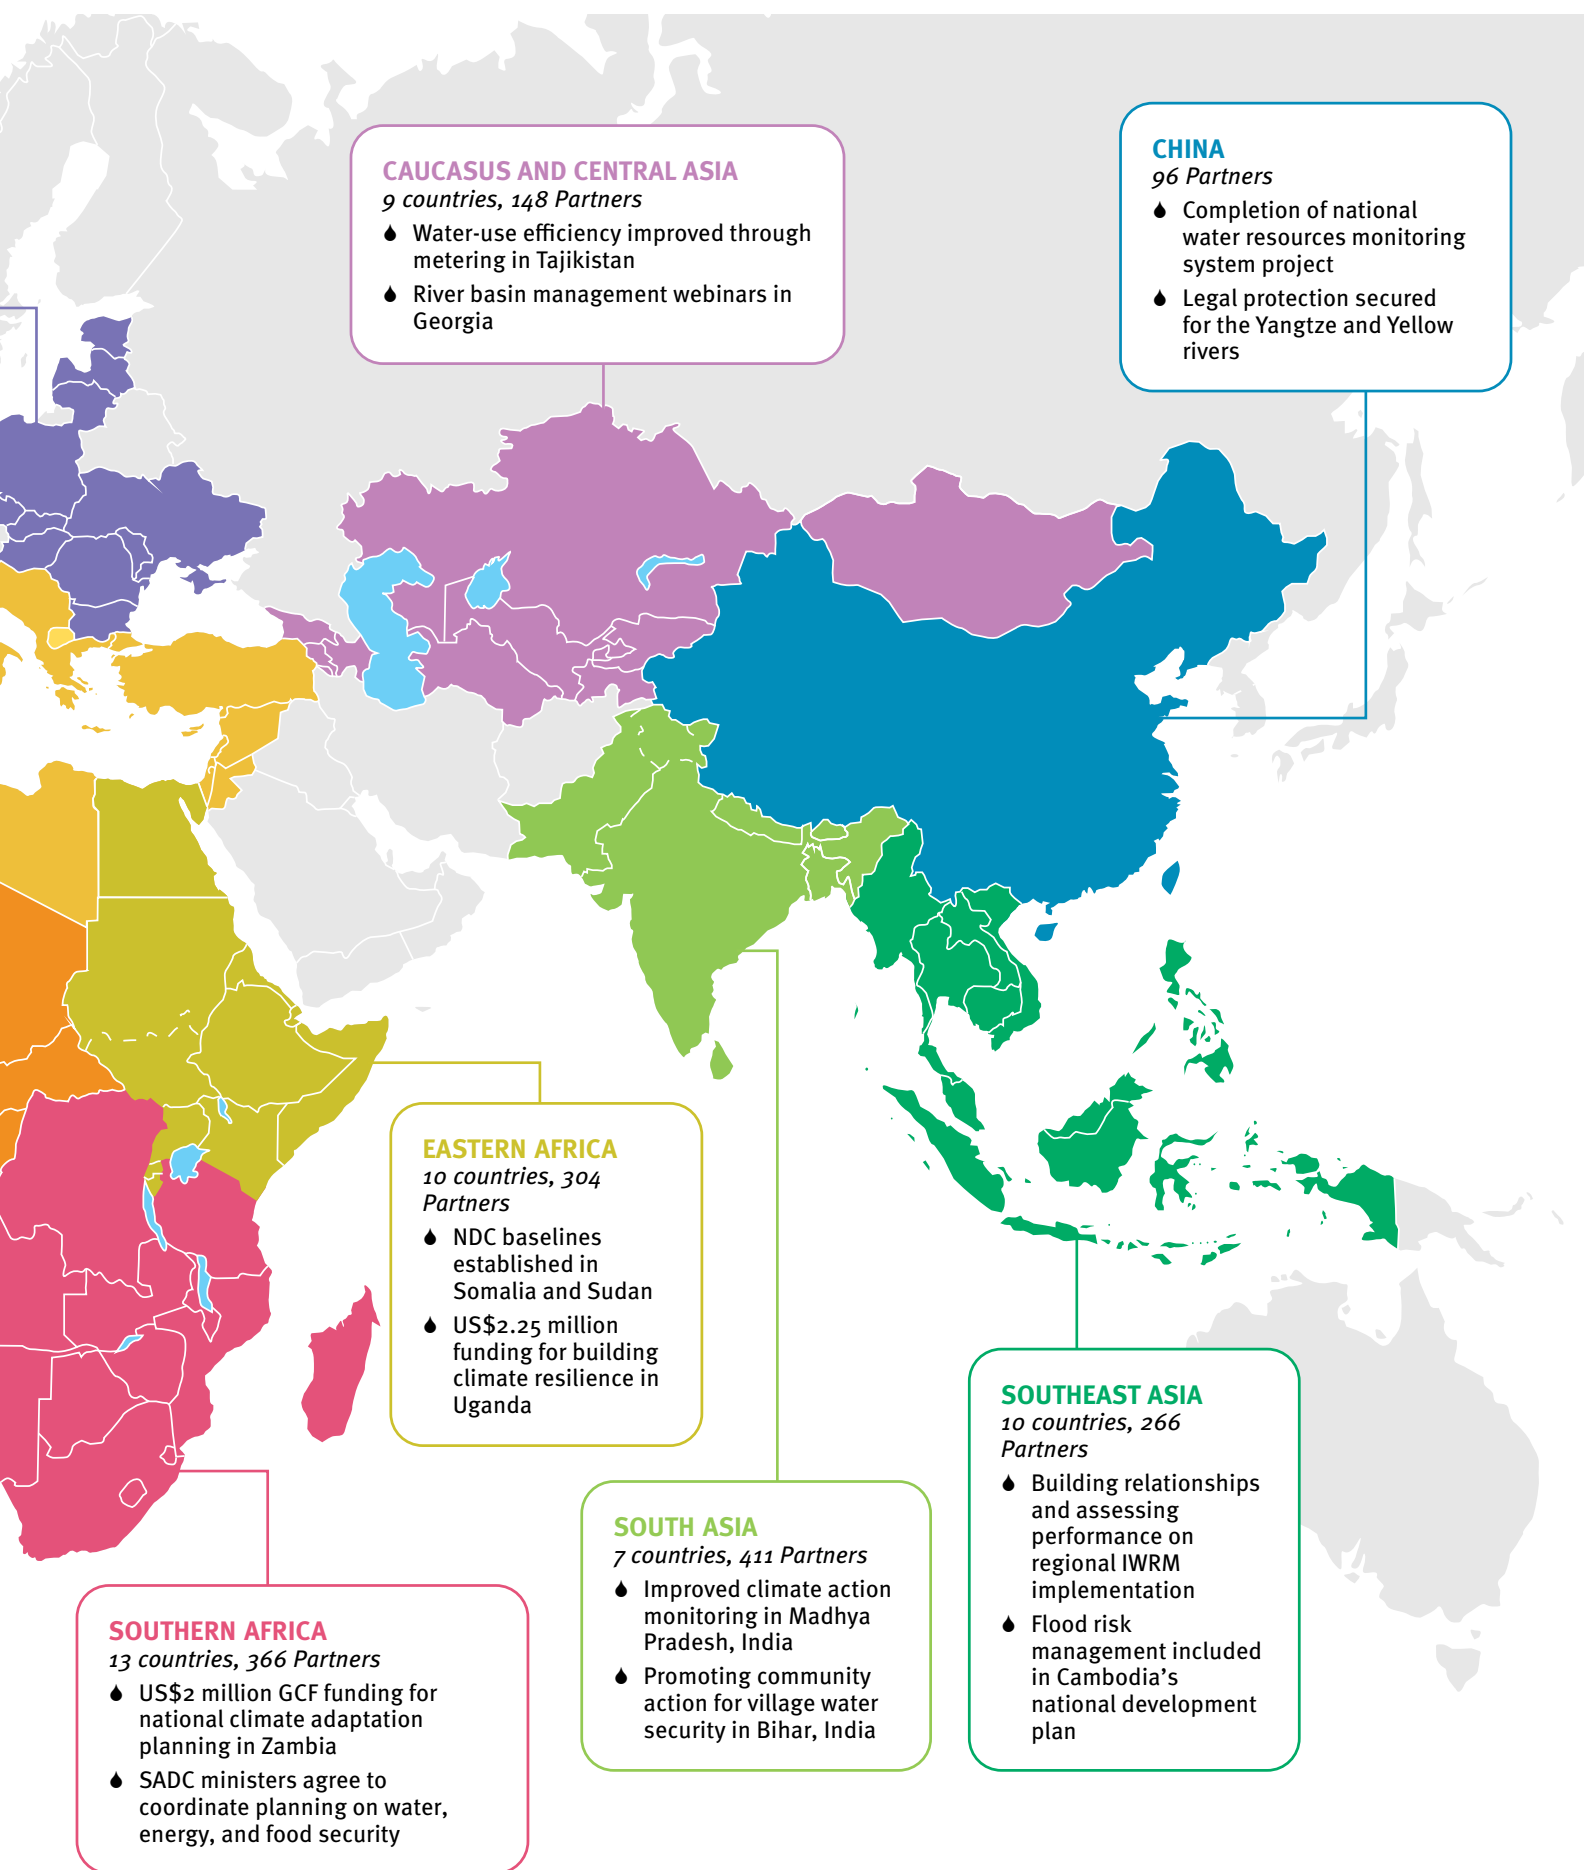 CAUCASUS AND CENTRAL ASIA
9 countries, 148 Partners
Water-use efficiency improved through
metering in Tajikistan
River basin management webinars in
Georgia
CHINA
96 Partners
Completion of national
water resources monitoring
system project
Legal protection secured
for the Yangtze and Yellow
rivers
EASTERN AFRICA
10 countries, 304
Partners
NDC baselines
established in
Somalia and Sudan
US$2.25 million
funding for building
climate resilience in
Uganda
SOUTHEAST ASIA
10 countries, 266
Partners
Building relationships
and assessing
performance on
regional IWRM
implementation
Flood risk
management included
in Cambodia's
national development
plan
SOUTH ASIA
7 countries, 411 Partners
Improved climate action
monitoring in Madhya
Pradesh, India
Promoting community
action for village water
security in Bihar, India
SOUTHERN AFRICA
13 countries, 366 Partners
US$2 million GCF funding for
national climate adaptation
planning in Zambia
SADC ministers agree to
coordinate planning on water,
energy, and food security